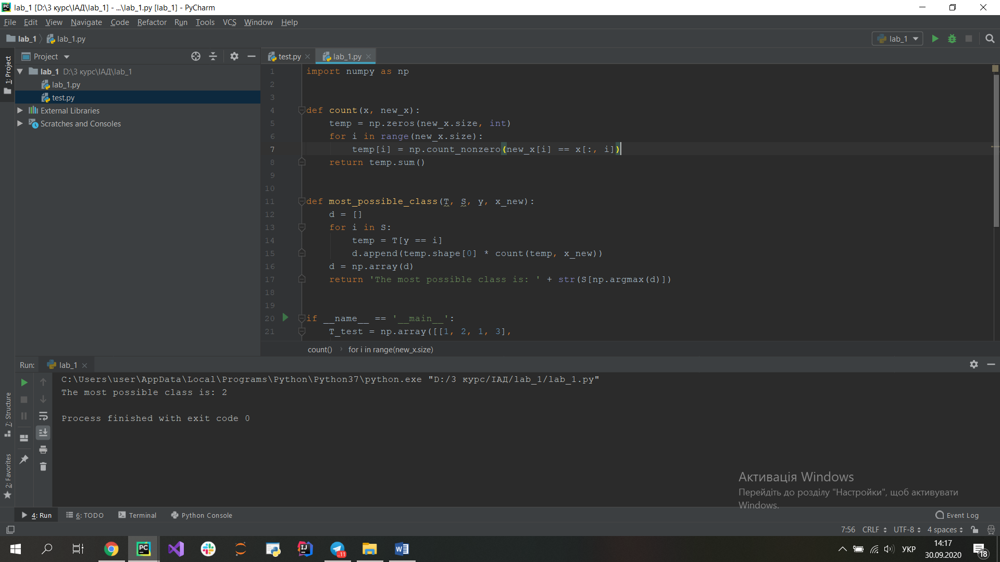 lab_1 [D:\3 курс\ІАД\lab_1] - ...\lab_1.py [lab_1] - PyCharm
File Edit View Navigate Code Refactor Run Tools VCS Window Help
lab_1 lab_1.py
lab_1
Project
test.py
lab_1.py
1: Project
lab_1 D:\3 курс\ІАД\lab_1
lab_1.py
test.py
External Libraries
Scratches and Consoles
1 import numpy as np
2
3
4 def count(x, new_x):
5 temp = np.zeros(new_x.size, int)
6 for i in range(new_x.size):
7 temp[i] = np.count_nonzero(new_x[i] == x[:, i])
8 return temp.sum()
9
10
11 def most_possible_class(T, S, y, x_new):
12 d = []
13 for i in S:
14 temp = T[y == i]
15 d.append(temp.shape[0] * count(temp, x_new))
16 d = np.array(d)
17 return 'The most possible class is: ' + str(S[np.argmax(d)])
18
19
20 if __name__ == '__main__':
21 T_test = np.array([[1, 2, 1, 3],
count() for i in range(new_x.size)
Run: lab_1
C:\Users\user\AppData\Local\Programs\Python\Python37\python.exe "D:/3 курс/ІАД/lab_1/lab_1.py"
The most possible class is: 2
Process finished with exit code 0
7: Structure
2: Favorites
Активація Windows
Перейдіть до розділу "Настройки", щоб активувати
Windows.
4: Run 6: TODO Terminal Python Console
Event Log
7:56 CRLF UTF-8 4 spaces
PC
IJ
..11
W
УКР
14:17
30.09.2020
18